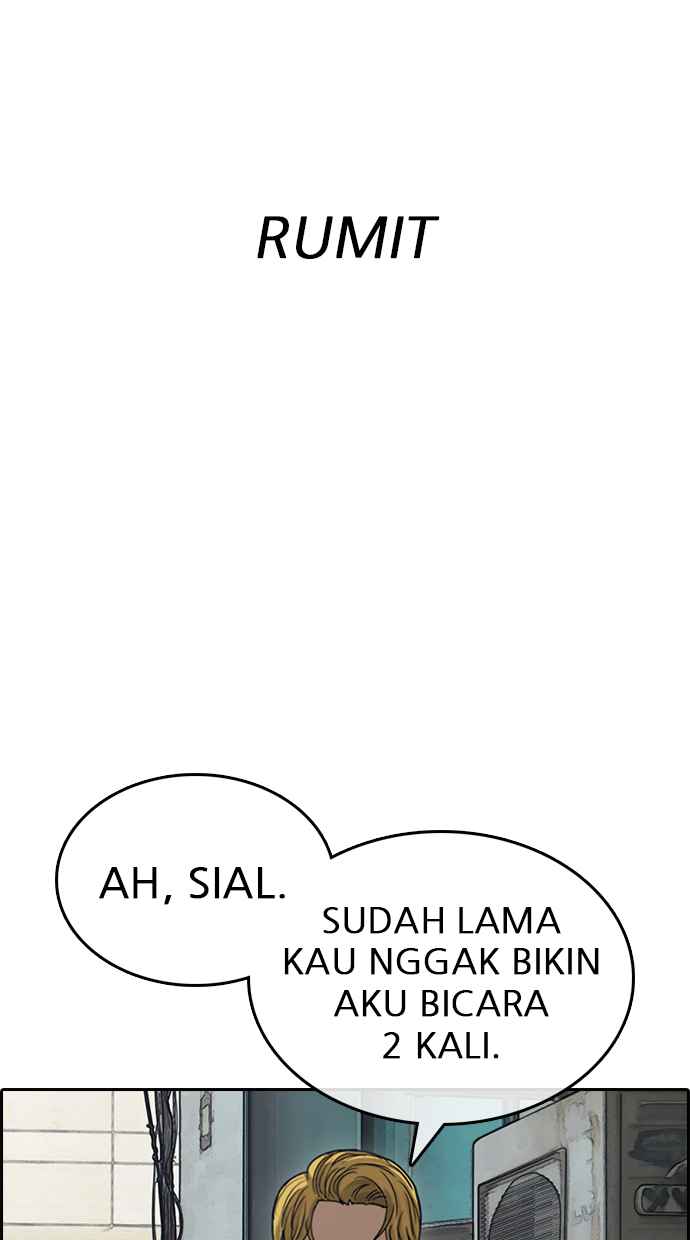 RUMIT
AH, SIAL.
SUDAH LAMA
KAU NGGAK BIKIN
AKU BICARA
2 KALI.